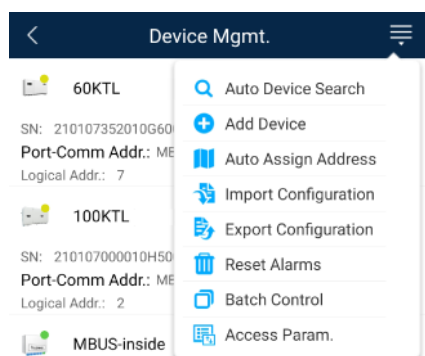 Device Mgmt.
60KTL
SN: 210107352010G60
Port-Comm Addr.: ME
Logical Addr.: 7
100KTL
SN: 210107000010H50
Port-Comm Addr.: ME
Logical Addr.: 2
MBUS-inside
Auto Device Search
Add Device
Auto Assign Address
Import Configuration
Export Configuration
Reset Alarms
Batch Control
Access Param.